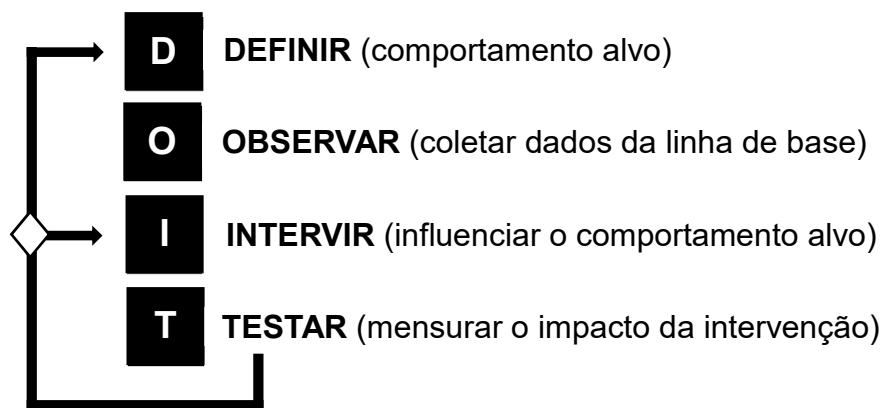 D DEFINIR (comportamento alvo)
O OBSERVAR (coletar dados da linha de base)
I INTERVIR (influenciar o comportamento alvo)
T TESTAR (mensurar o impacto da intervenção)